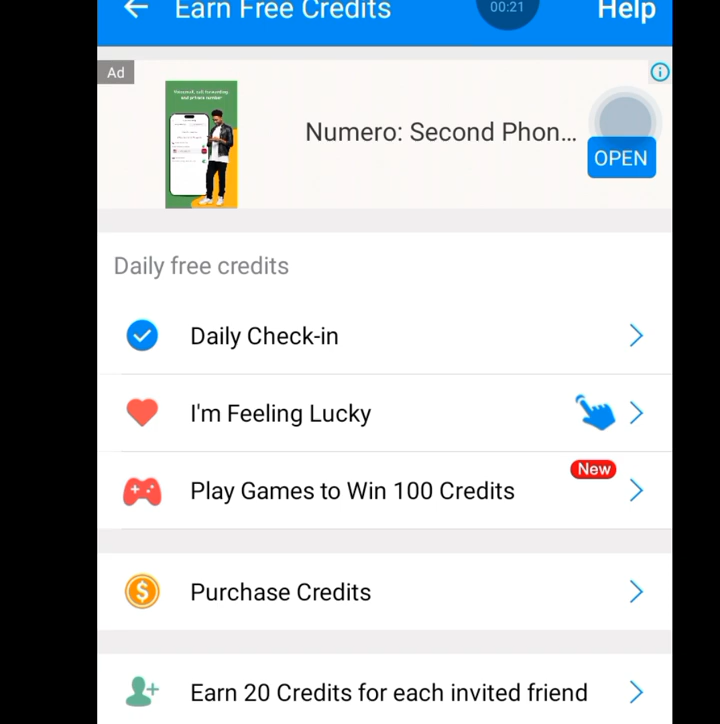 Earn Free Credits
00:21
Help
Ad
Numero: Second Phon...
OPEN
Daily free credits
Daily Check-in
I'm Feeling Lucky
New
Play Games to Win 100 Credits
Purchase Credits
Earn 20 Credits for each invited friend